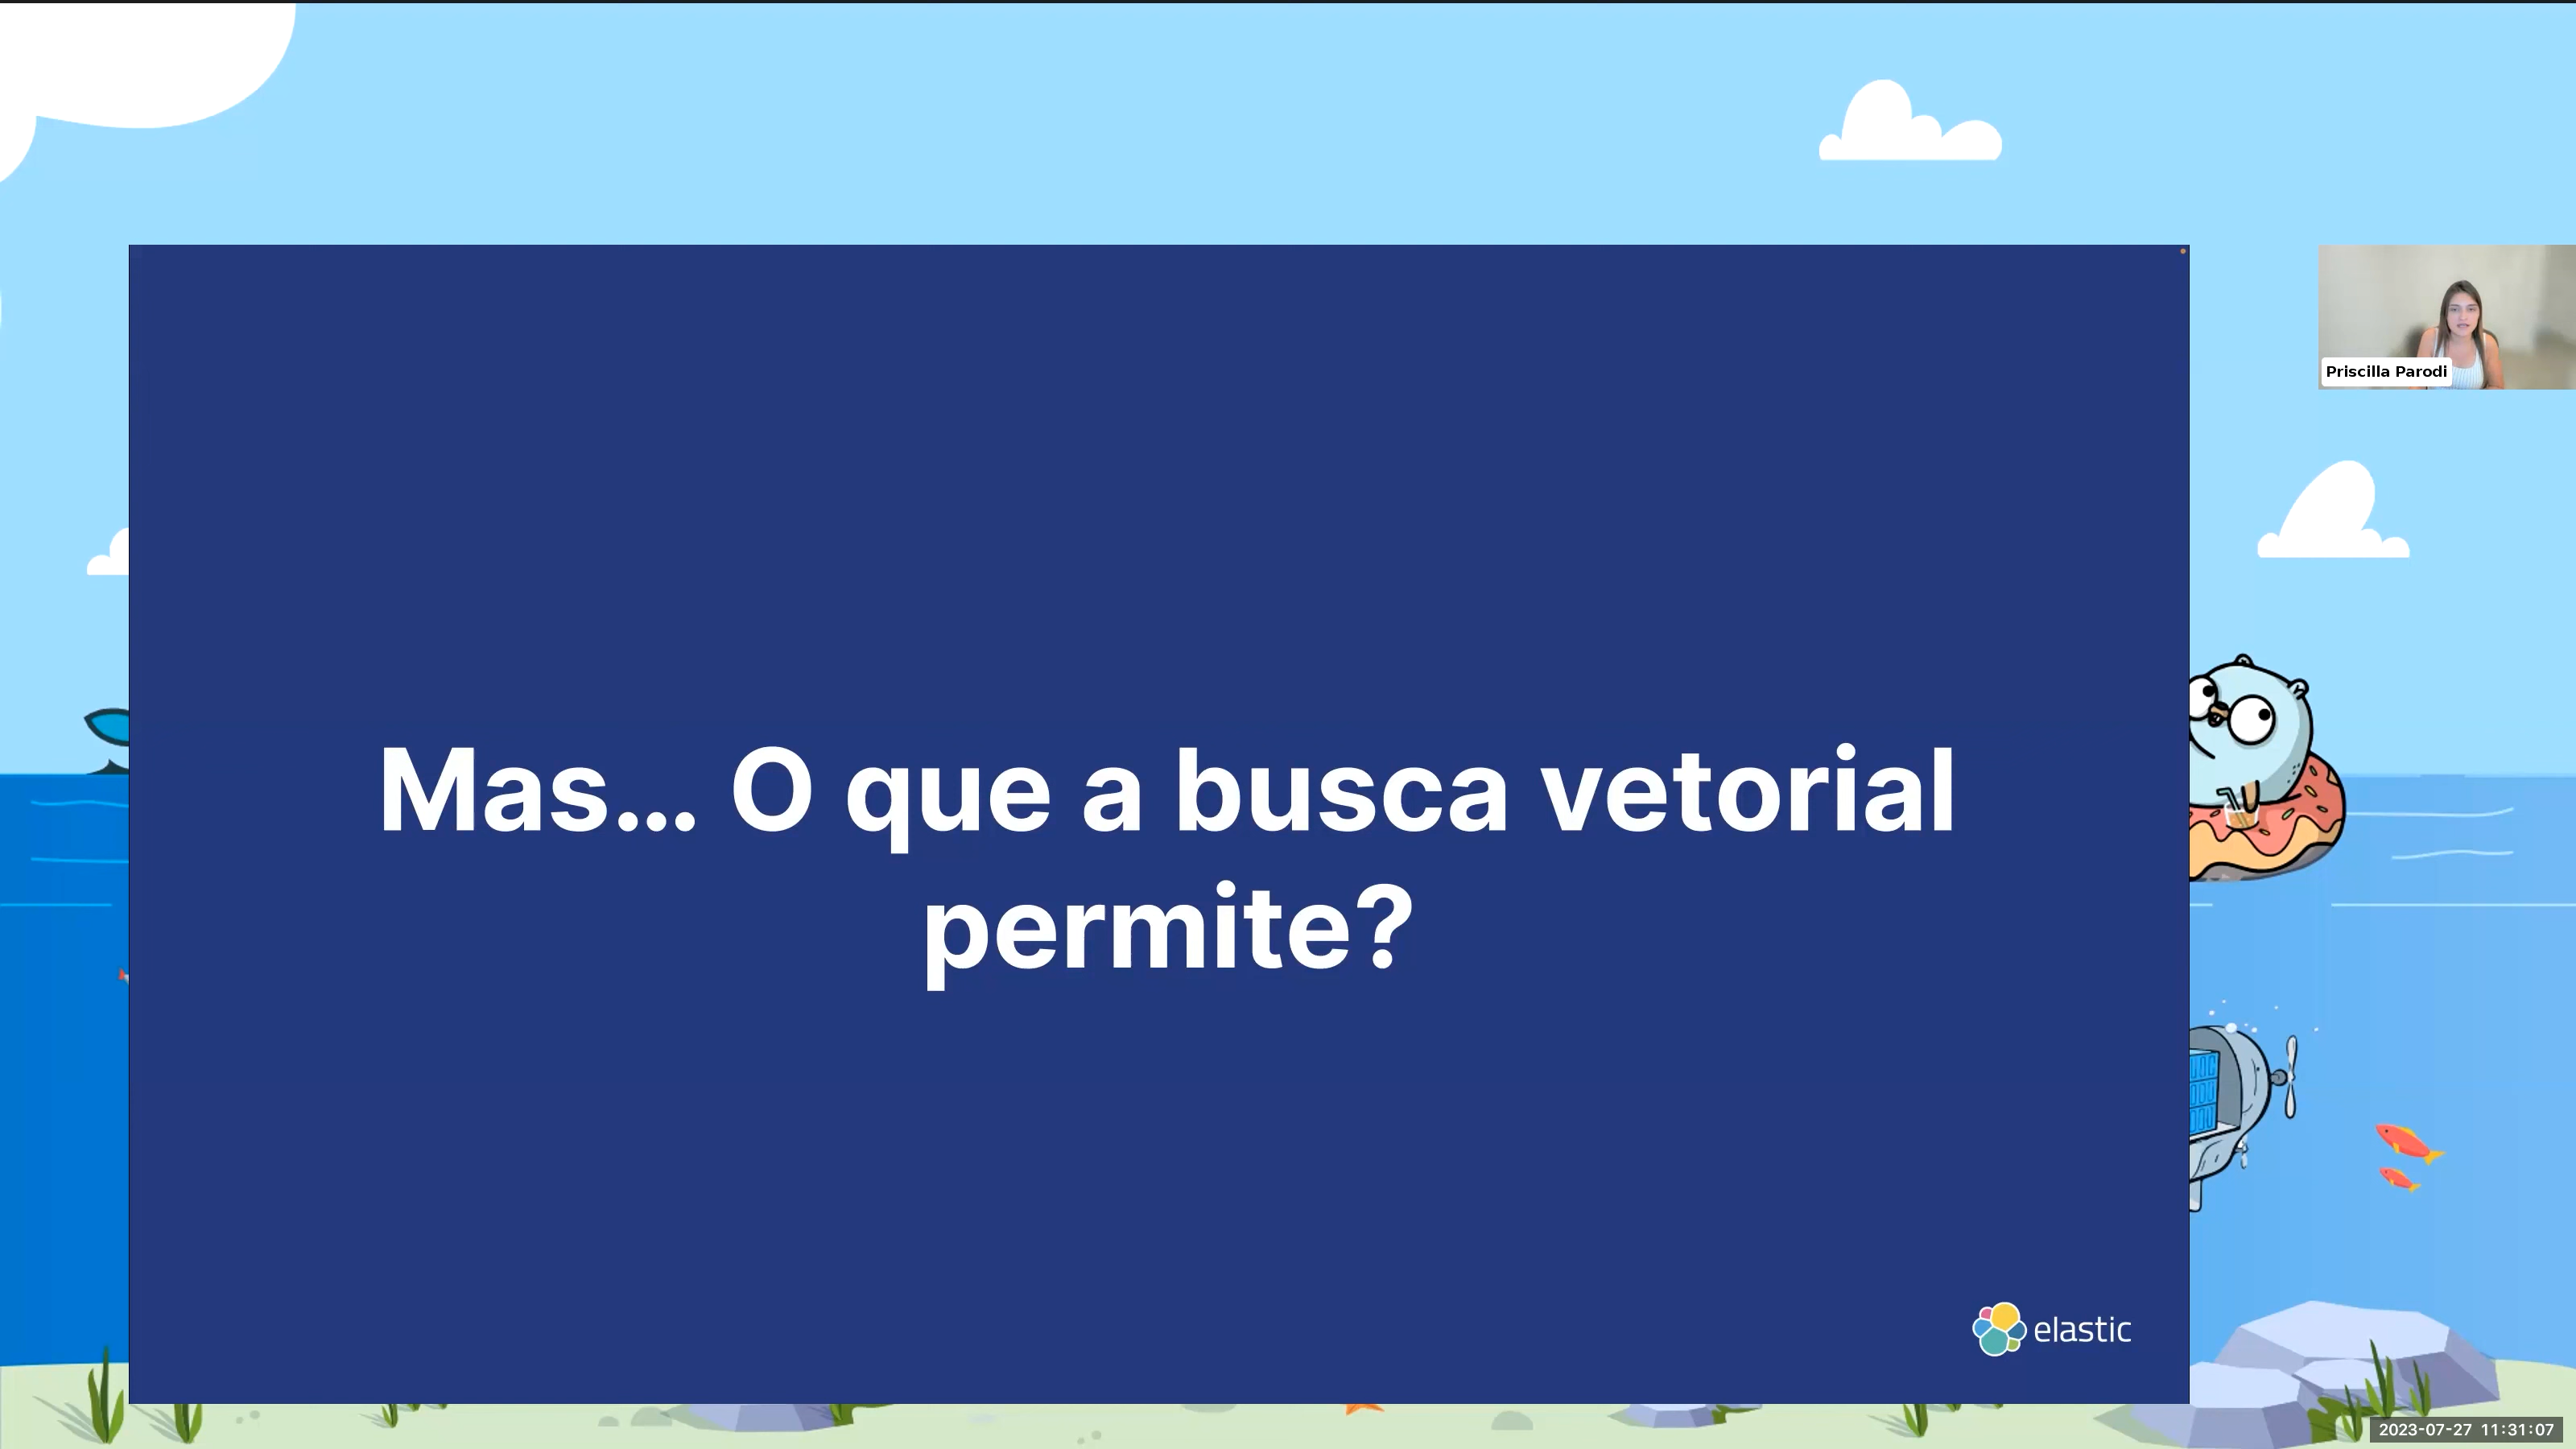 Priscilla Parodi
Mas... O que a busca vetorial
permite?
elastic
2023-07-27 11:31:07